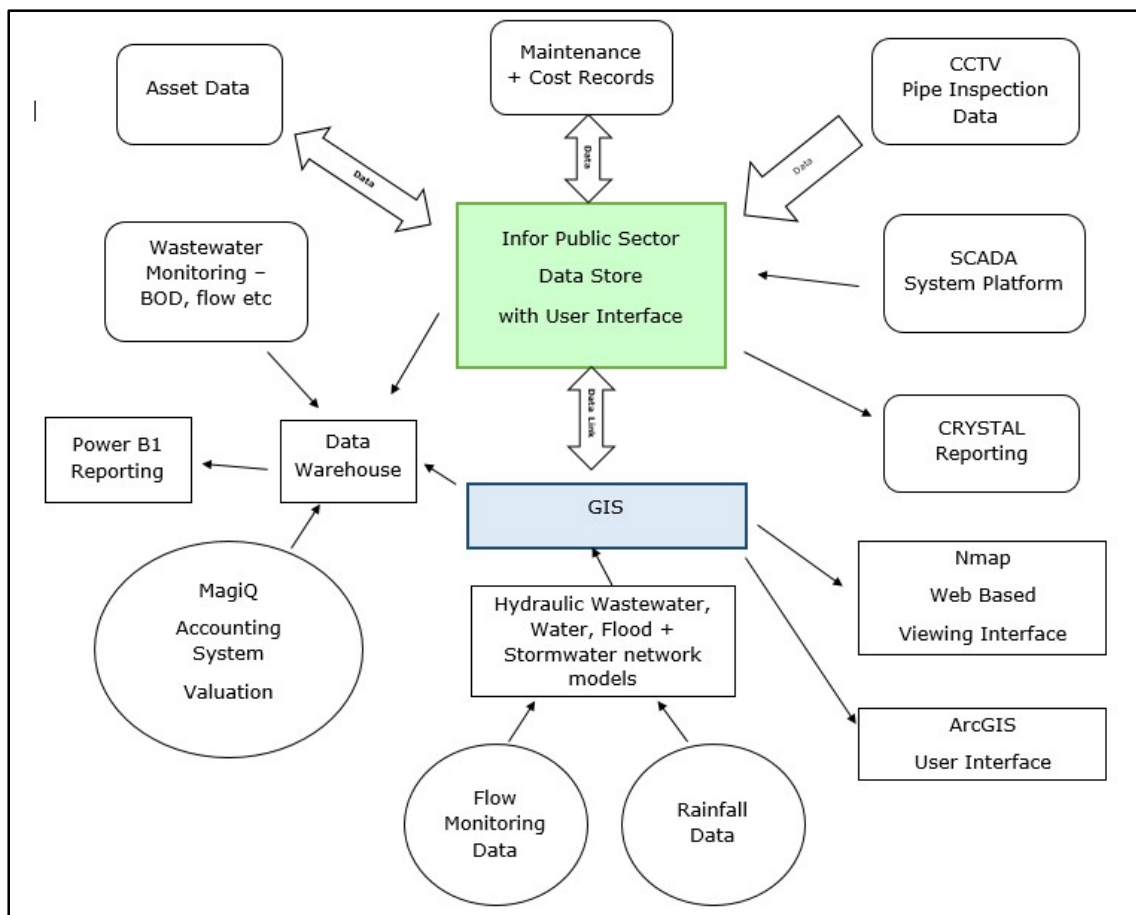 Maintenance
+ Cost Records
Asset Data
CCTV
Pipe Inspection
Data
Data
Data
Data
Wastewater
Monitoring –
BOD, flow etc
Infor Public Sector
Data Store
with User Interface
SCADA
System Platform
Data Link
Power B1
Reporting
Data
Warehouse
CRYSTAL
Reporting
GIS
MagiQ
Accounting
System
Valuation
Hydraulic Wastewater,
Water, Flood +
Stormwater network
models
Nmap
Web Based
Viewing Interface
ArcGIS
User Interface
Flow
Monitoring
Data
Rainfall
Data